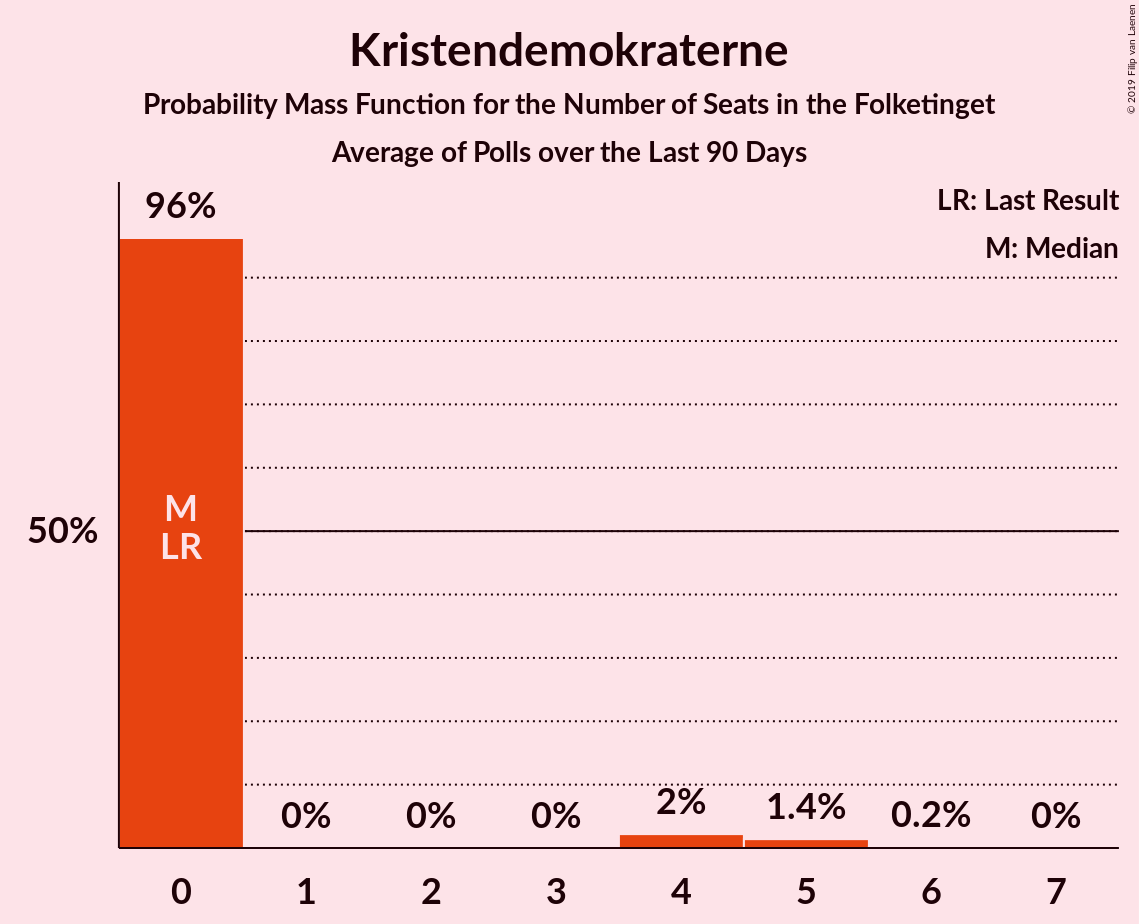 Kristendemokraterne
Probability Mass Function for the Number of Seats in the Folketinget
Average of Polls over the Last 90 Days
© 2019 Filip van Laenen
LR: Last Result
M: Median
96%
50%
M
LR
0%
0%
0%
2%
1.4%
0.2%
0%
0
1
2
3
4
5
6
7